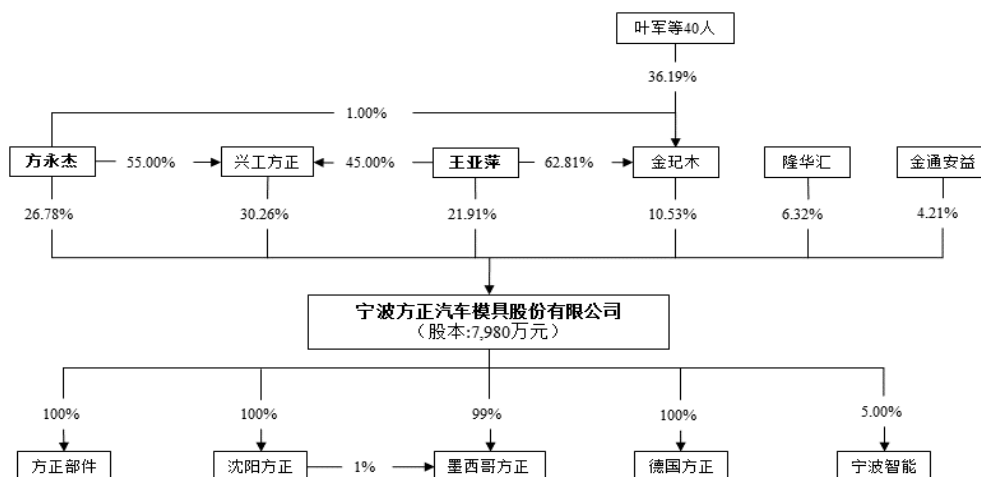 叶军等40人
36.19%
1.00%
方永杰
55.00%
兴工方正
45.00%
王亚萍
62.81%
金玘木
隆华汇
金通安益
26.78%
30.26%
21.91%
10.53%
6.32%
4.21%
宁波方正汽车模具股份有限公司
（股本:7,980万元）
100%
100%
99%
100%
5.00%
方正部件
沈阳方正
1%
墨西哥方正
德国方正
宁波智能